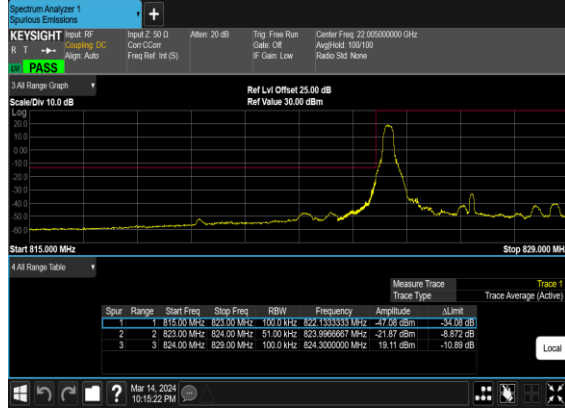 Spectrum Analyzer 1
Spurious Emissions
KEYSIGHT
R T
LXI PASS
Input: RF
Coupling: DC
Align: Auto
Input Z: 50 Ω
Corr CCorr
Freq Ref: Int (S)
Atten: 20 dB
Trig: Free Run
Gate: Off
IF Gain: Low
Center Freq: 22.005000000 GHz
Avg|Hold: 100/100
Radio Std: None
3 All Range Graph
Scale/Div 10.0 dB
Ref Lvl Offset 25.00 dB
Ref Value 30.00 dBm
Log
20.0
10.0
0.00
-10.0
-20.0
-30.0
-40.0
-50.0
-60.0
Start 815.000 MHz
Stop 829.000 MH
4 All Range Table
Measure Trace Trace 1
Trace Type Trace Average (Active)
Spur Range Start Freq Stop Freq RBW Frequency Amplitude ΔLimit
1 1 815.00 MHz 823.00 MHz 100.0 kHz 822.1333333 MHz -47.08 dBm -34.08 dB
2 2 823.00 MHz 824.00 MHz 51.00 kHz 823.9966667 MHz -21.87 dBm -8.872 dB
3 3 824.00 MHz 829.00 MHz 100.0 kHz 824.3000000 MHz 19.11 dBm -10.89 dB
Local
?
Mar 14, 2024
10:15:22 PM